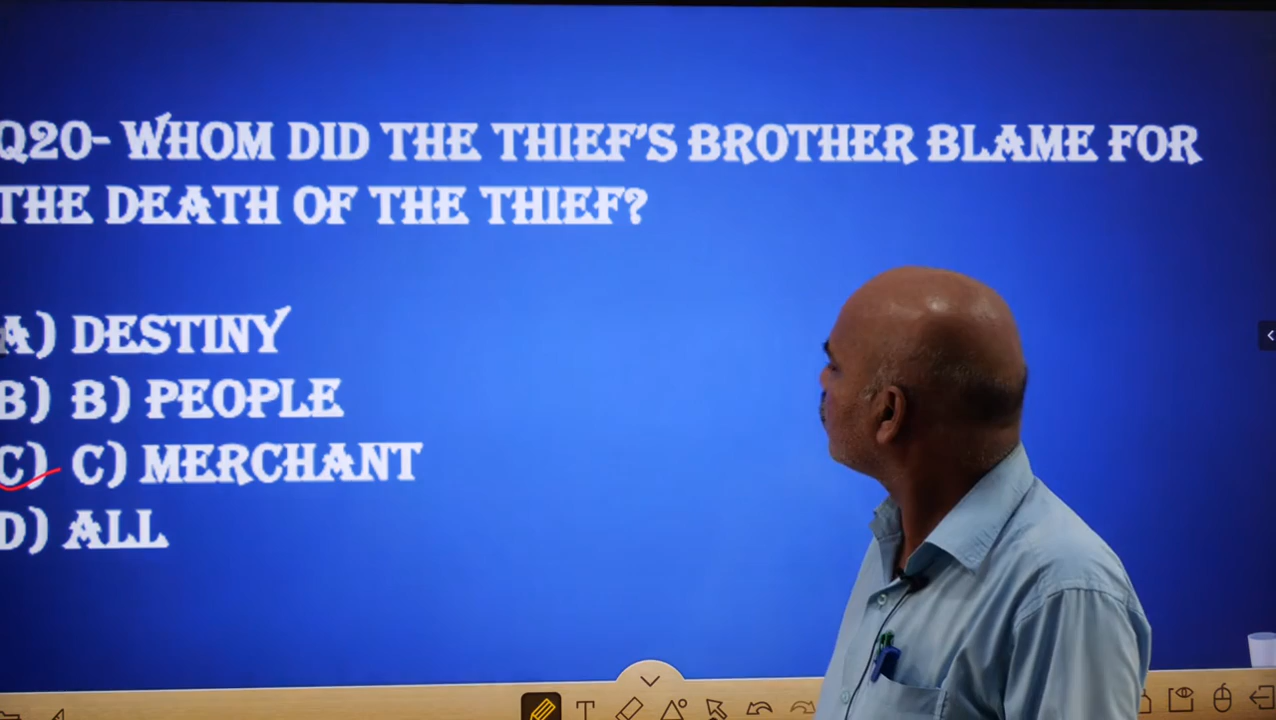 Q20- WHOM DID THE THIEF'S BROTHER BLAME FOR
THE DEATH OF THE THIEF?
A) DESTINY
B) B) PEOPLE
C) C) MERCHANT
D) ALL
T